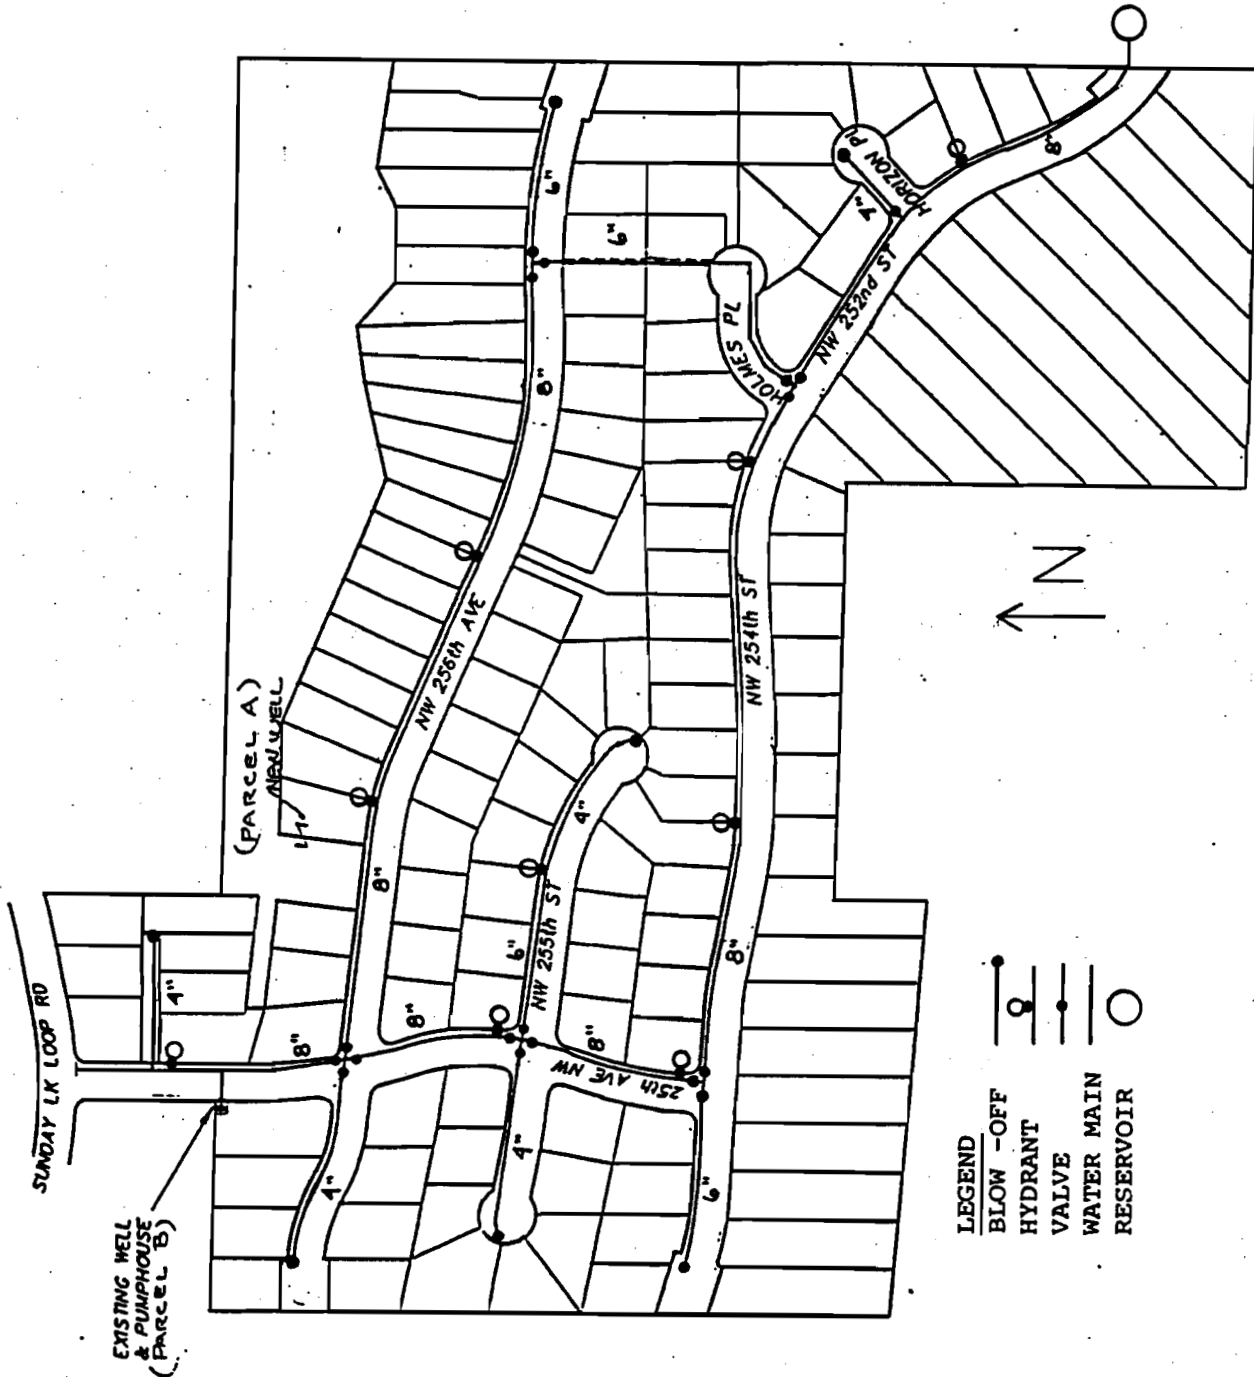 SUNDAY LK LOOP RD
EXISTING WELL
& PUMPHOUSE
(PARCEL B)
(PARCEL A)
NEW WELL
4"
8"
4"
8"
NW 256th AVE
8"
8"
6"
6"
6"
NW 255th ST
4"
4"
8"
25th AVE NW
6"
8"
NW 254th ST
HOLMES PL
NW 252nd ST
HORIZON PL
8"
N
LEGEND
BLOW-OFF
HYDRANT
VALVE
WATER MAIN
RESERVOIR